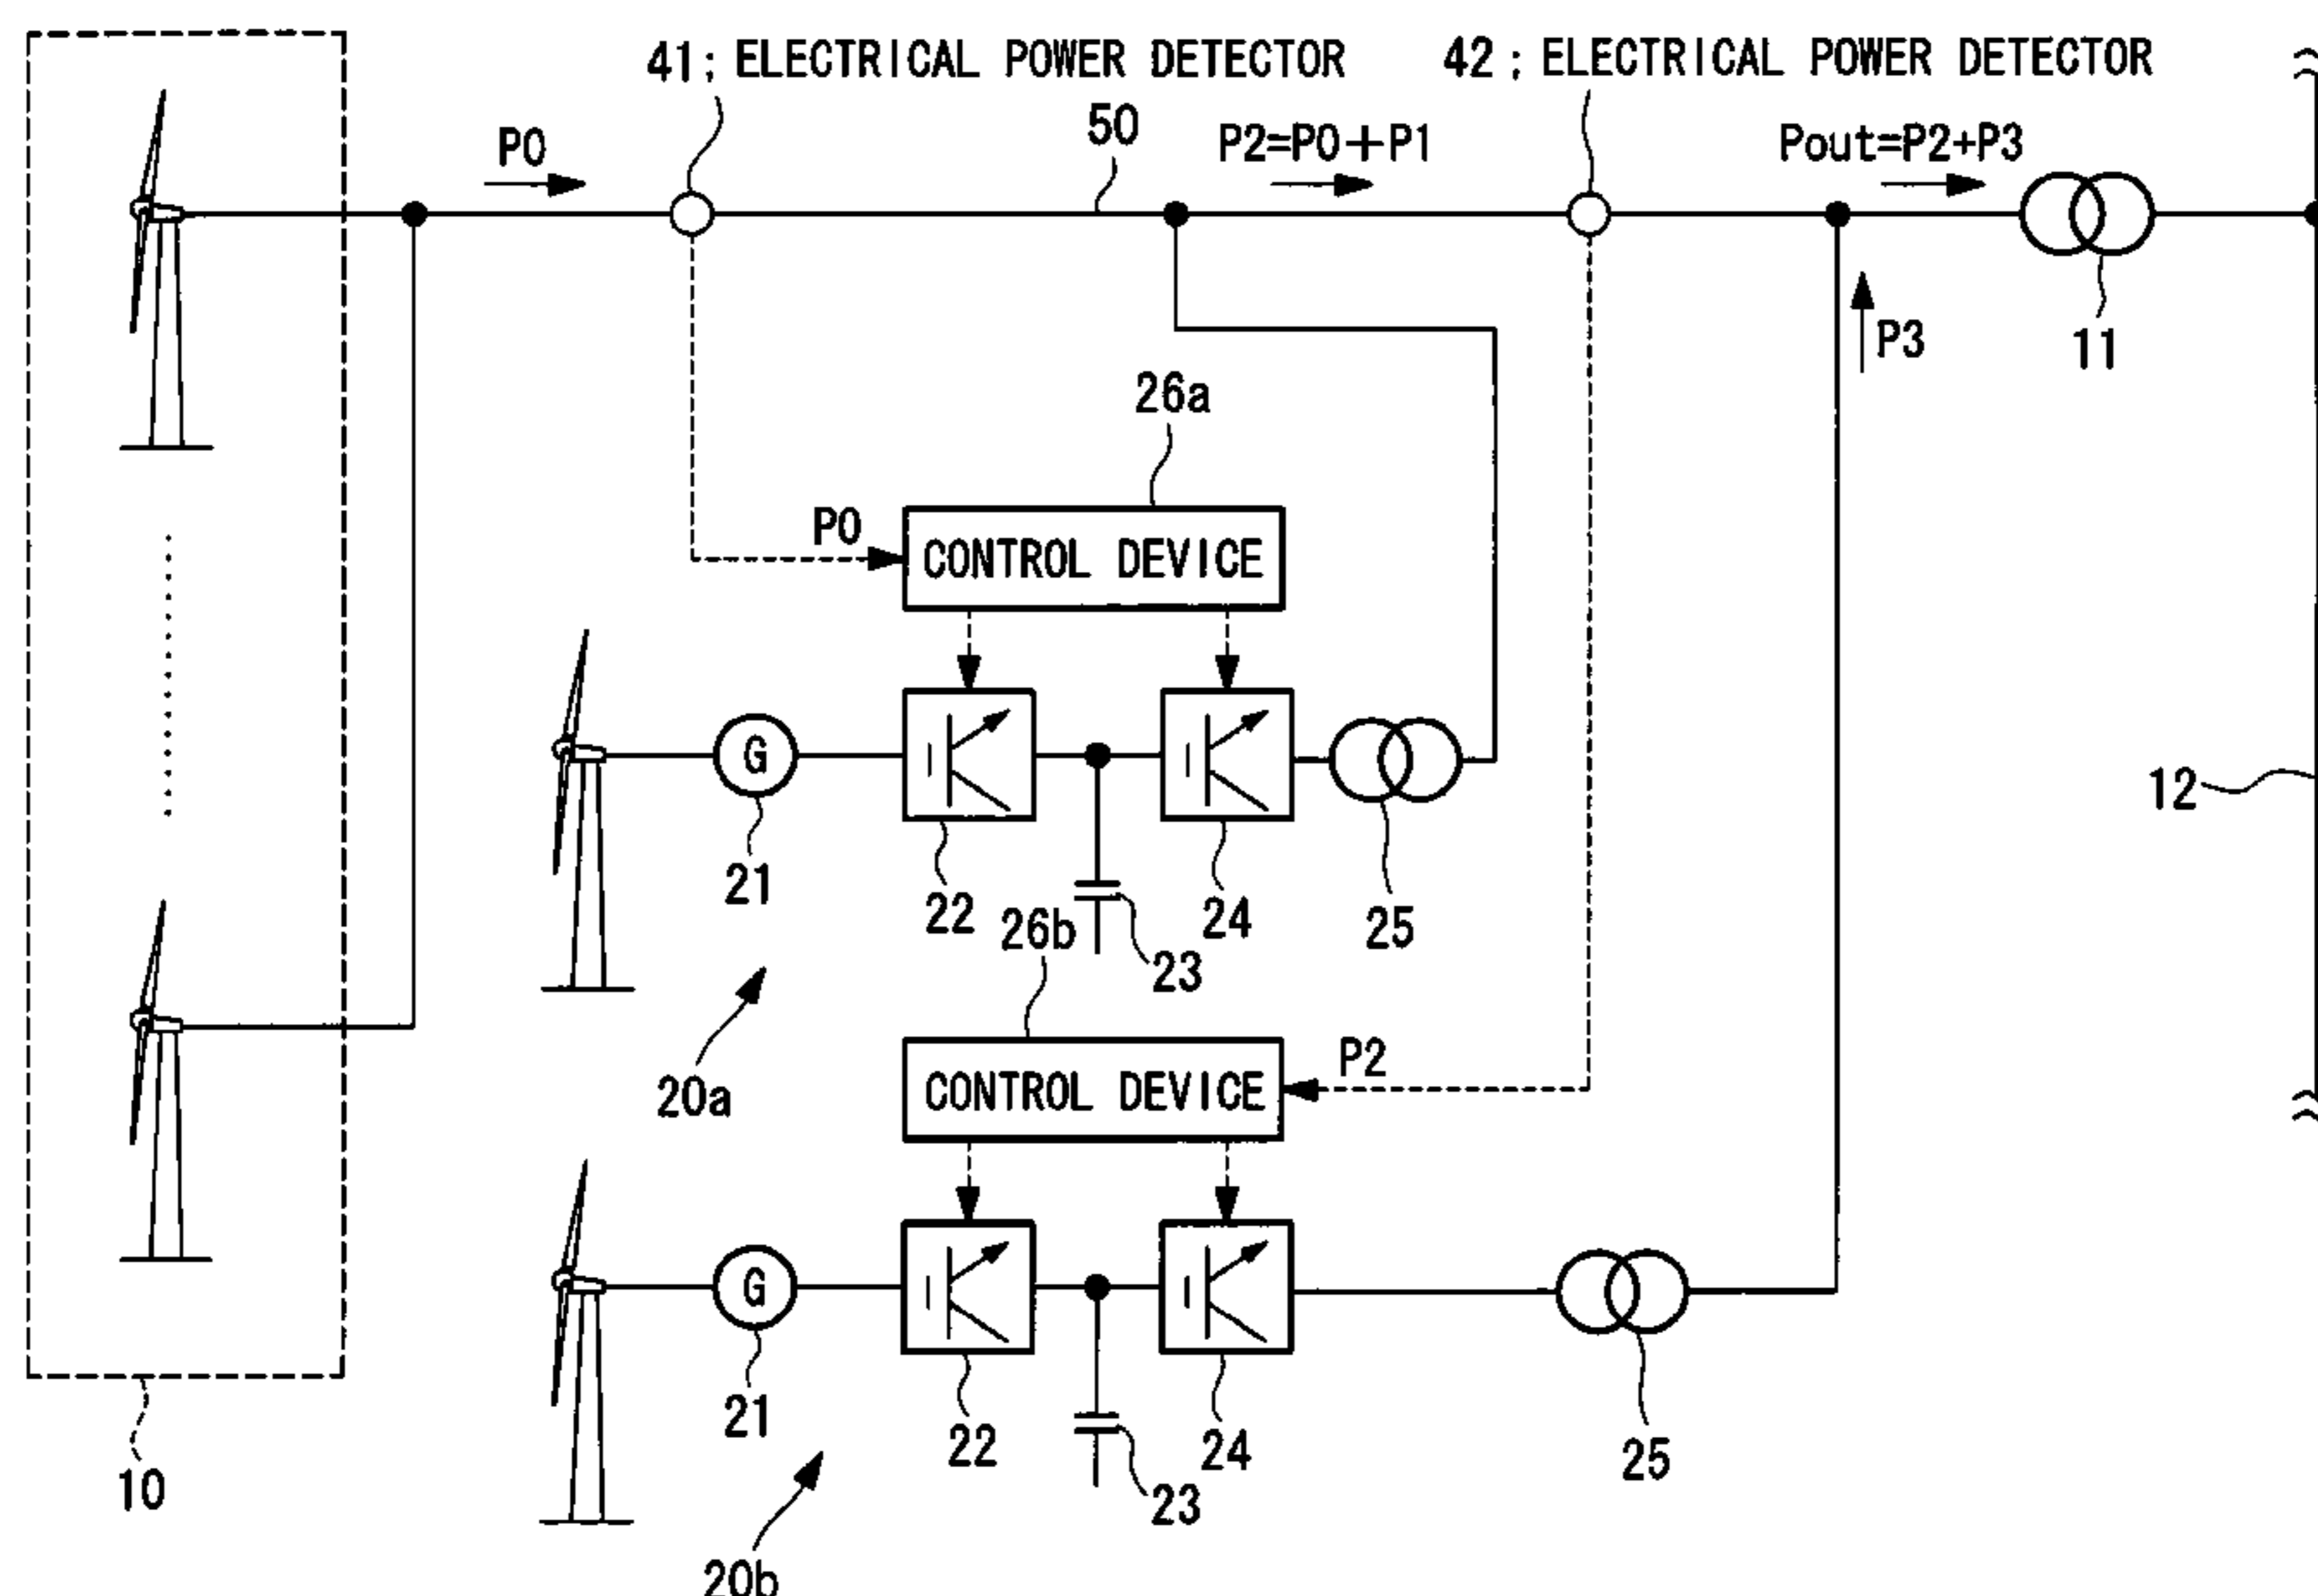 41; ELECTRICAL POWER DETECTOR
42; ELECTRICAL POWER DETECTOR
50
P0
P2=P0+P1
Pout=P2+P3
P3
11
26a
P0
CONTROL DEVICE
12
G
21
22
24
25
26b
23
20a
P2
CONTROL DEVICE
G
21
22
24
25
10
23
20b